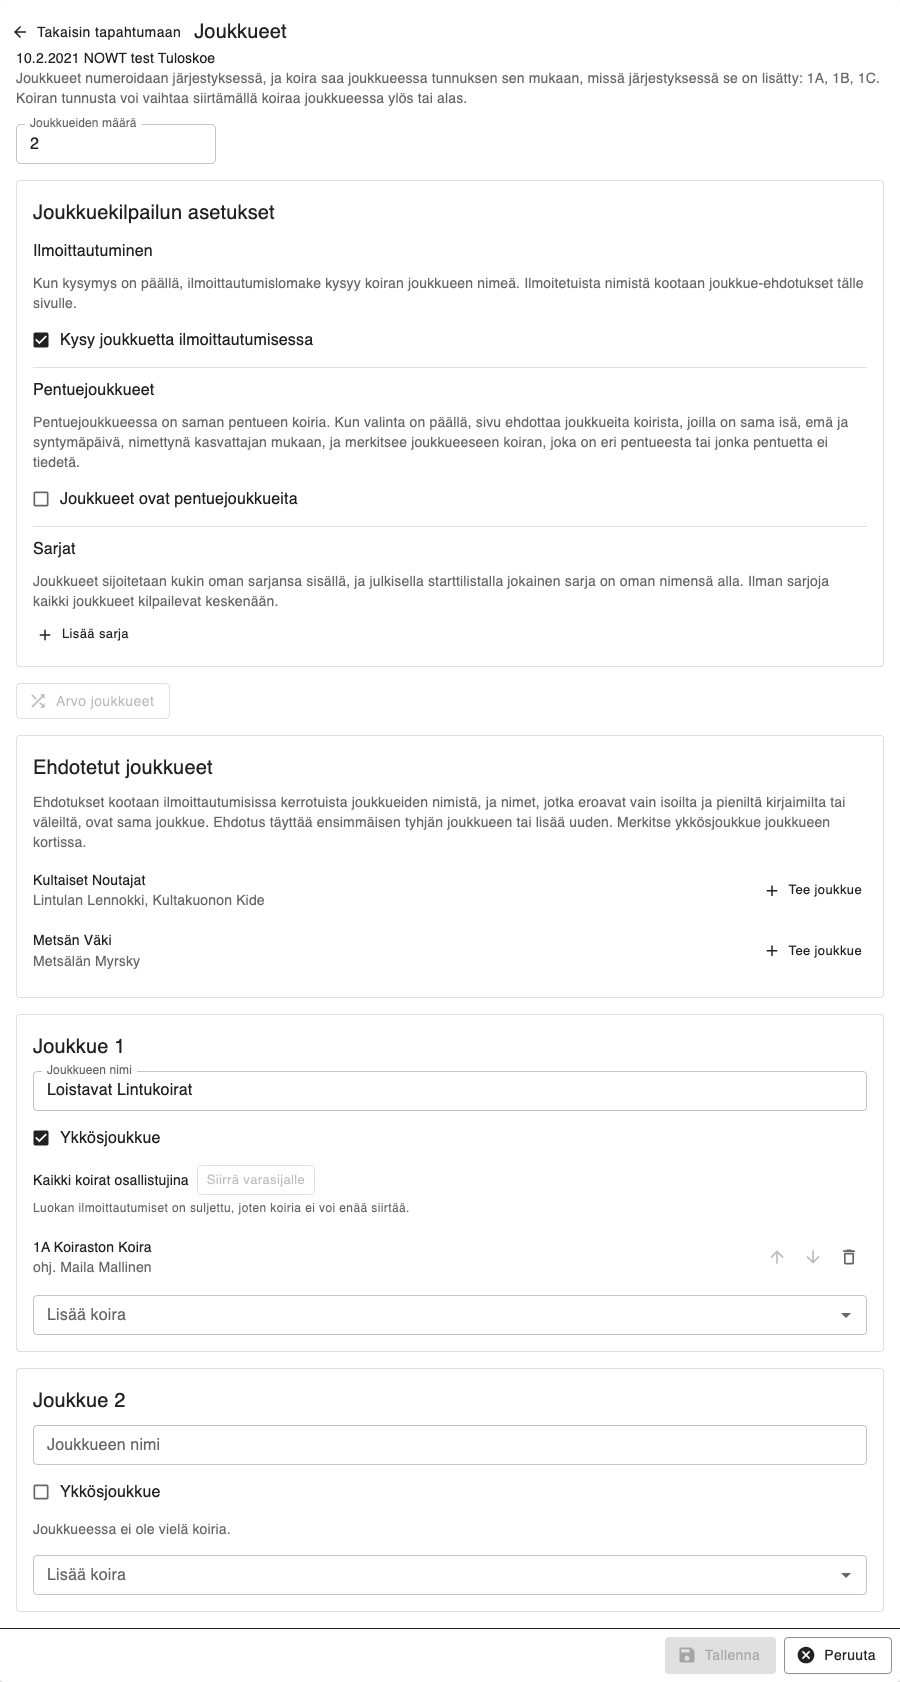 Takaisin tapahtumaan Joukkueet
10.2.2021 NOWT test Tuloskoe
Joukkueet numeroidaan järjestyksessä, ja koira saa joukkueessa tunnuksen sen mukaan, missä järjestyksessä se on lisätty: 1A, 1B, 1C.
Koiran tunnusta voi vaihtaa siirtämällä koiraa joukkueessa ylös tai alas.
Joukkueiden määrä
2
Joukkuekilpailun asetukset
Ilmoittautuminen
Kun kysymys on päällä, ilmoittautumislomake kysyy koiran joukkueen nimeä. Ilmoitetuista nimistä kootaan joukkue-ehdotukset tälle
sivulle.
Kysy joukkuetta ilmoittautumisessa
Pentuejoukkueet
Pentuejoukkueessa on saman pentueen koiria. Kun valinta on päällä, sivu ehdottaa joukkueita koirista, joilla on sama isä, emä ja
syntymäpäivä, nimettynä kasvattajan mukaan, ja merkitsee joukkueeseen koiran, joka on eri pentueesta tai jonka pentuetta ei
tiedetä.
Joukkueet ovat pentuejoukkueita
Sarjat
Joukkueet sijoitetaan kukin oman sarjansa sisällä, ja julkisella starttilistalla jokainen sarja on oman nimensä alla. Ilman sarjoja
kaikki joukkueet kilpailevat keskenään.
Lisää sarja
Arvo joukkueet
Ehdotetut joukkueet
Ehdotukset kootaan ilmoittautumisissa kerrotuista joukkueiden nimistä, ja nimet, jotka eroavat vain isoilta ja pieniltä kirjaimilta tai
väleiltä, ovat sama joukkue. Ehdotus täyttää ensimmäisen tyhjän joukkueen tai lisää uuden. Merkitse ykkösjoukkue joukkueen
kortissa.
Kultaiset Noutajat
Lintulan Lennokki, Kultakuonon Kide
Tee joukkue
Metsän Väki
Metsälän Myrsky
Tee joukkue
Joukkue 1
Joukkueen nimi
Loistavat Lintukoirat
Ykkösjoukkue
Kaikki koirat osallistujina Siirrä varasijalle
Luokan ilmoittautumiset on suljettu, joten koiria ei voi enää siirtää.
1A Koiraston Koira
ohj. Maila Mallinen
Lisää koira
Joukkue 2
Joukkueen nimi
Ykkösjoukkue
Joukkueessa ei ole vielä koiria.
Lisää koira
Tallenna Peruuta